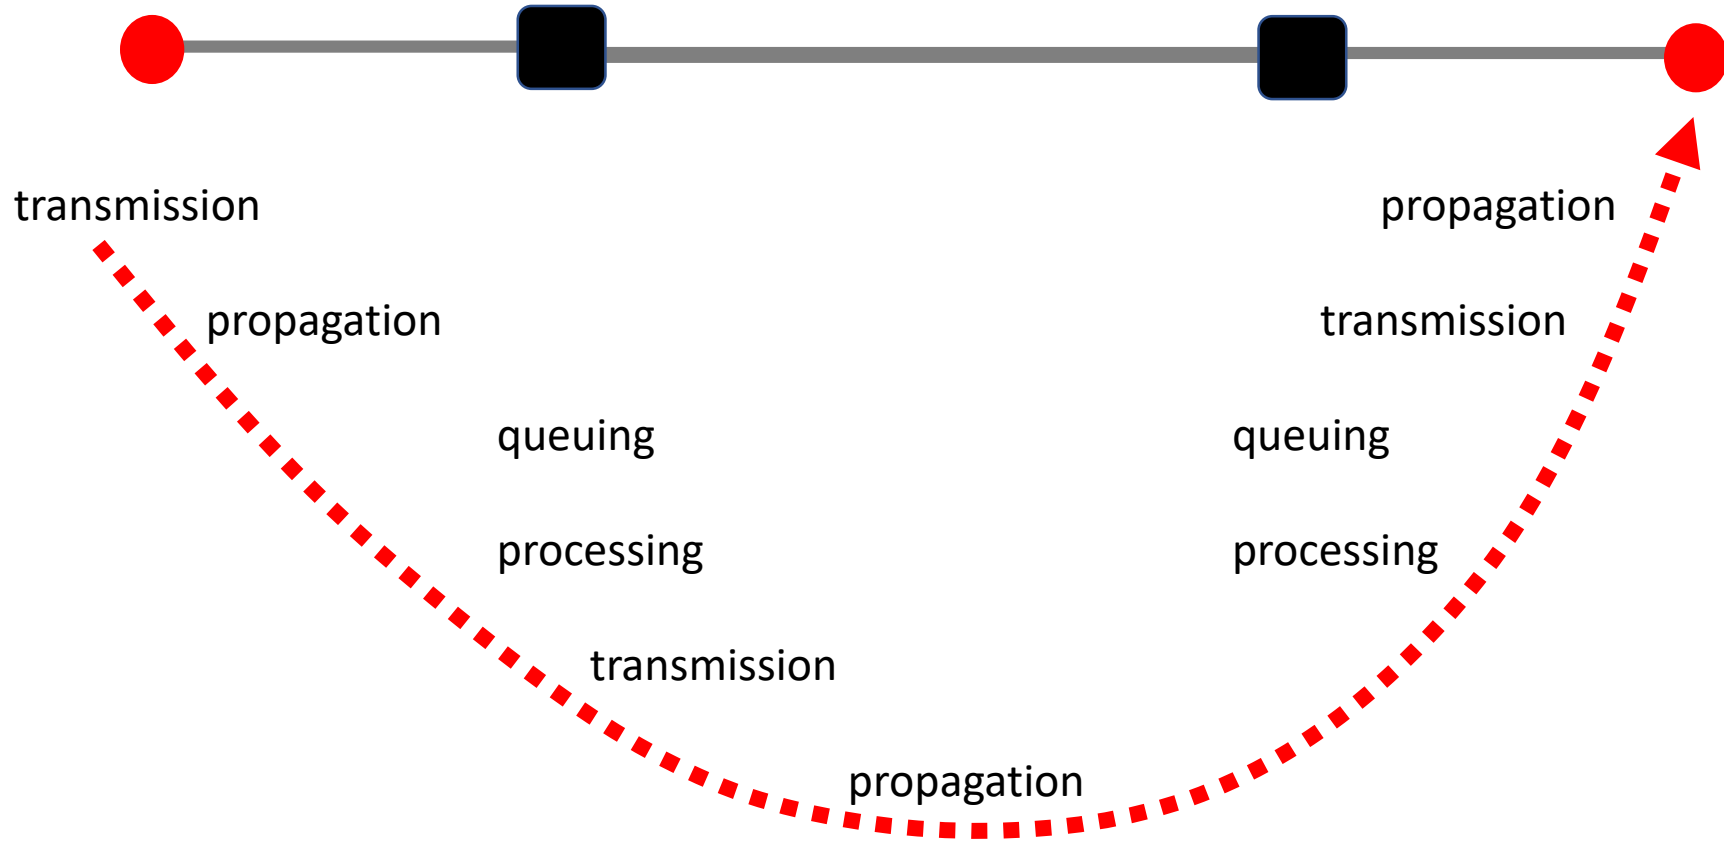 transmission
propagation
queuing
processing
transmission
propagation
processing
queuing
transmission
propagation